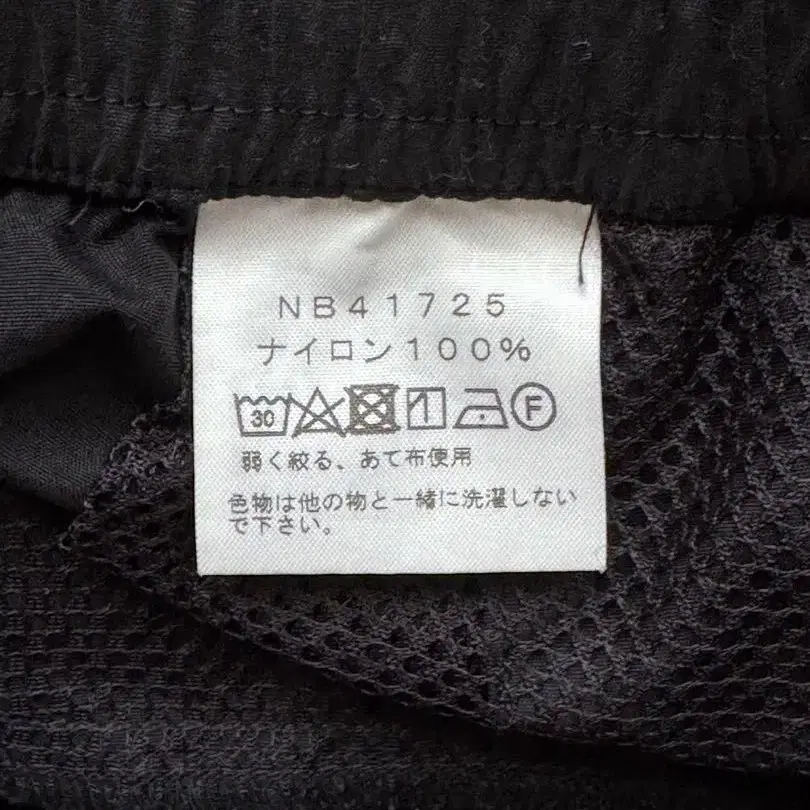 NB41725
ナイロン100%
30 F
弱く絞る、あて布使用
色物は他の物と一緒に洗濯しない
で下さい。